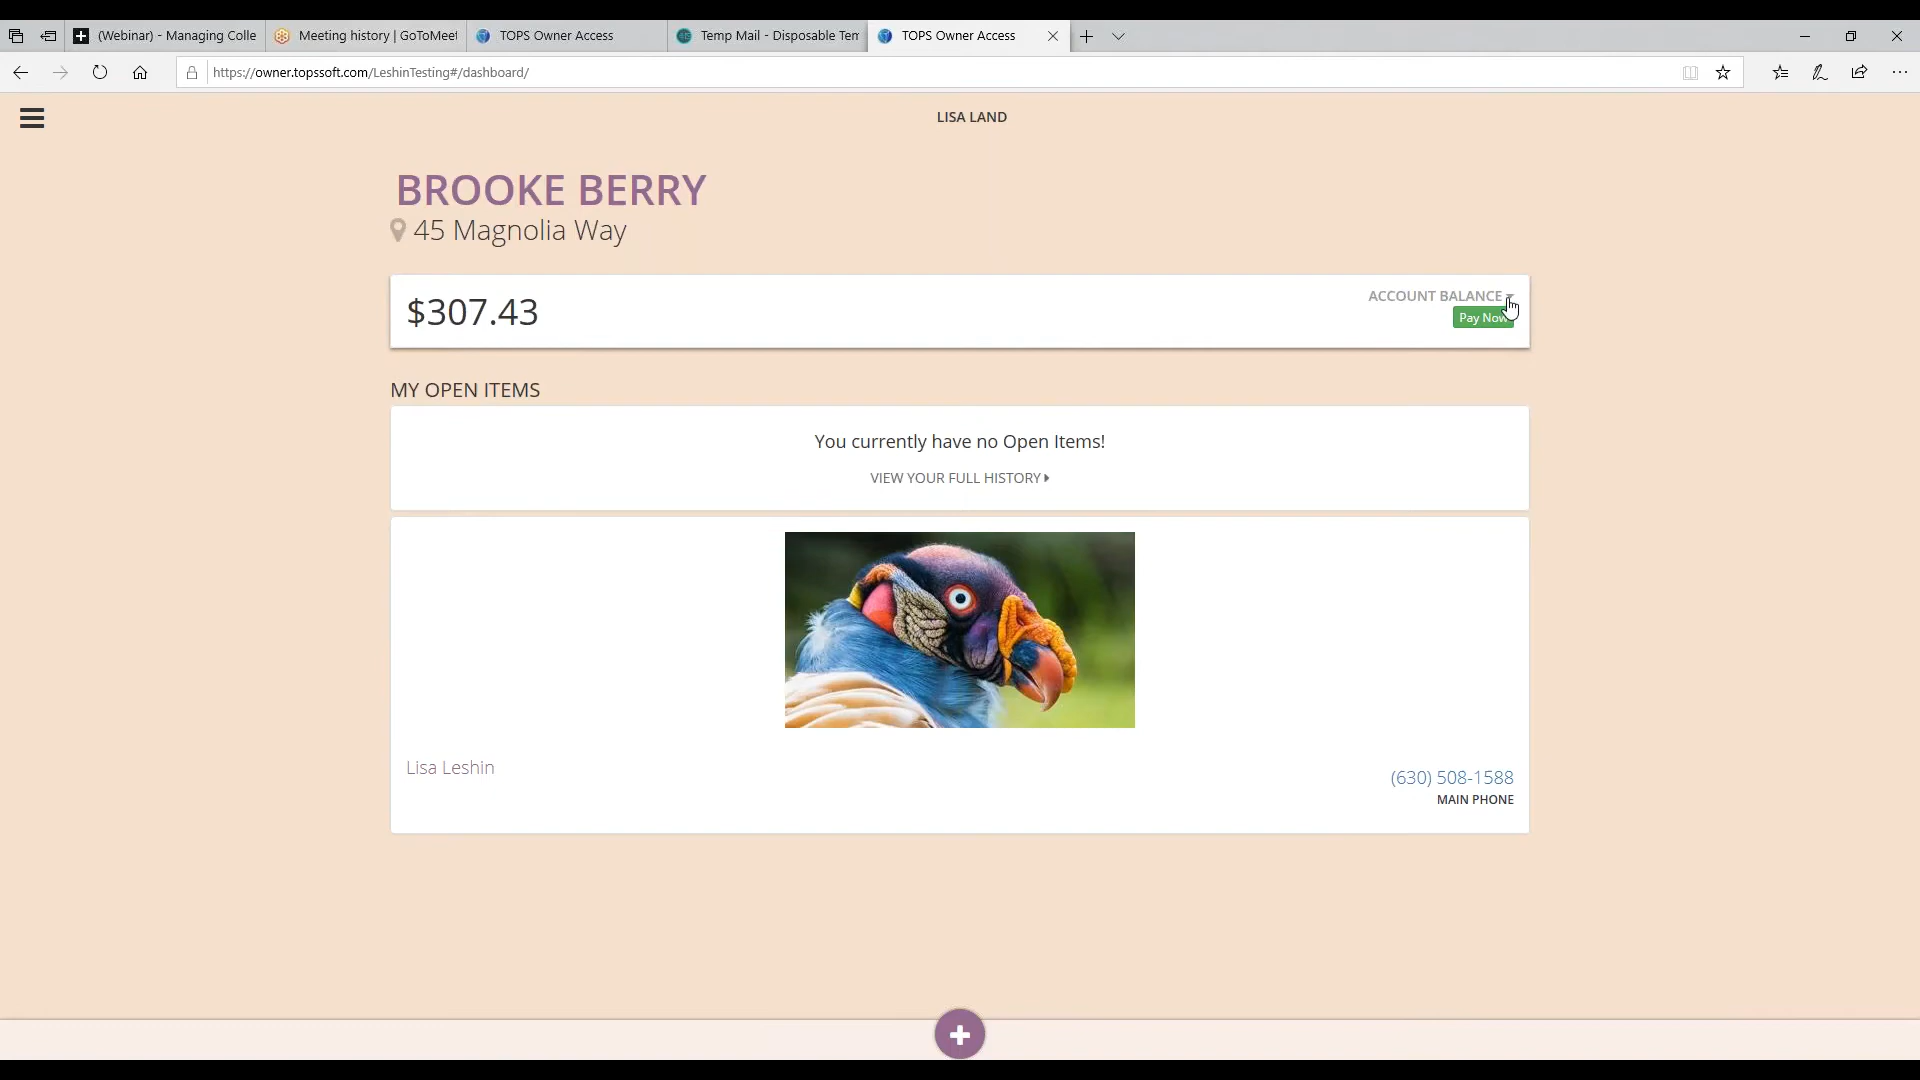 (Webinar) - Managing Colle
Meeting history | GoToMeet
TOPS Owner Access
Temp Mail - Disposable Tem
TOPS Owner Access
https://owner.topssoft.com/LeshinTesting#/dashboard/
LISA LAND
BROOKE BERRY
45 Magnolia Way
$307.43
ACCOUNT BALANCE
Pay Now
MY OPEN ITEMS
You currently have no Open Items!
VIEW YOUR FULL HISTORY
Lisa Leshin
(630) 508-1588
MAIN PHONE